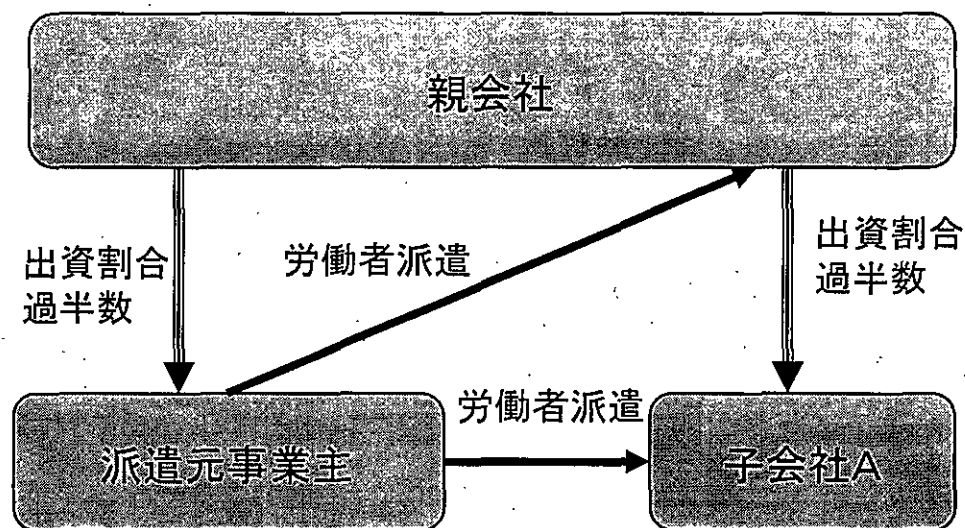 親会社
出資割合
過半数
労働者派遣
出資割合
過半数
労働者派遣
派遣元事業主
子会社A